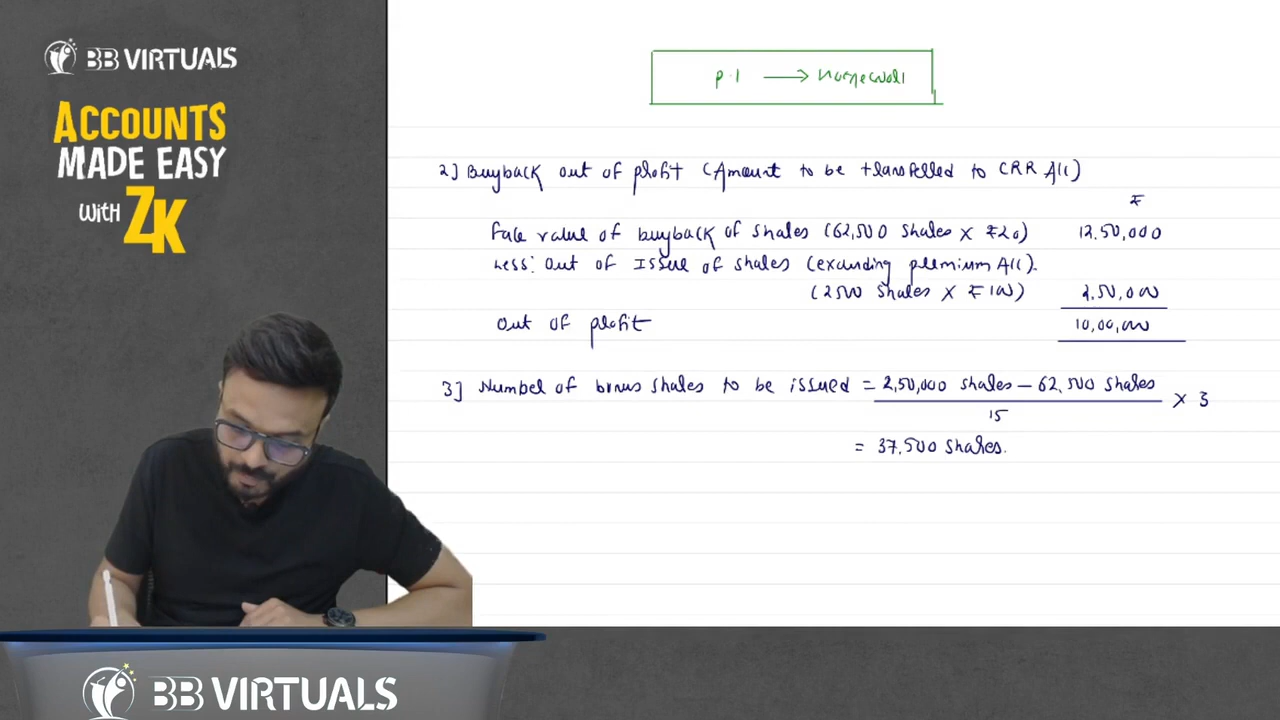 BB VIRTUALS
ACCOUNTS
MADE EASY
WITH ZK
P.1 → Homework
2] Buyback out of profit (Amount to be transferred to CRR A/c)
₹
Face value of buyback of shares (62,500 shares × ₹20) 12,50,000
Less: Out of Issue of shares (excluding premium A/c).
(2500 shares × ₹100) 2,50,000
Out of profit 10,00,000
3] Number of bonus shares to be issued = 2,50,000 shares – 62,500 shares
15
× 3
= 37,500 shares.
BB VIRTUALS